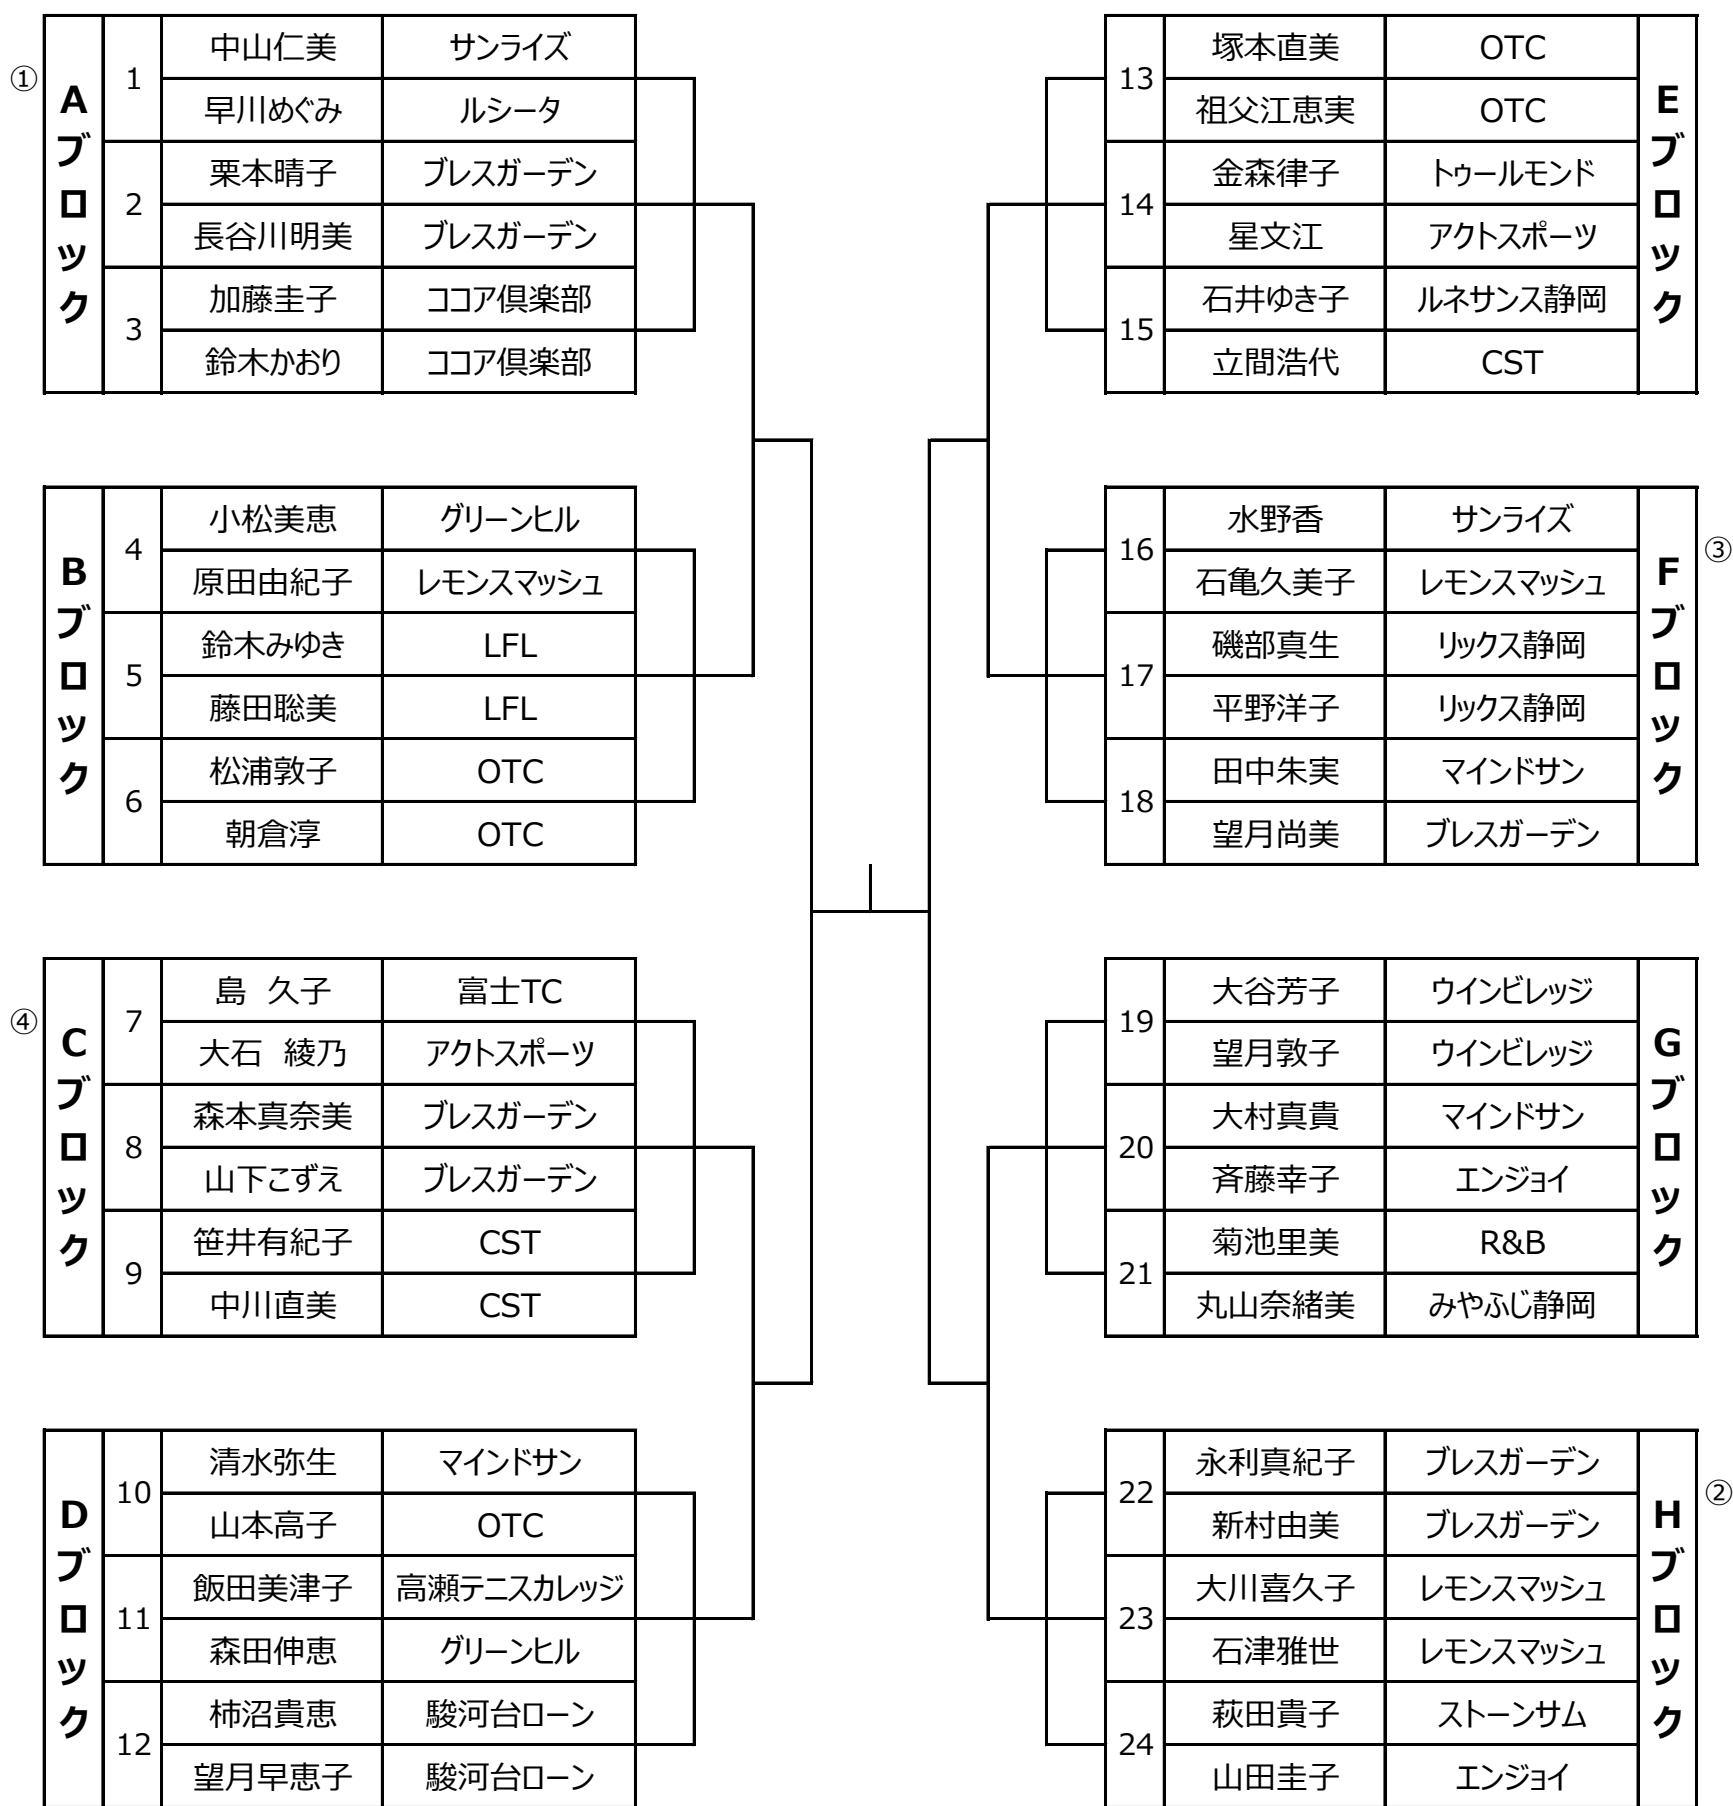 ①
Aブロック
1
中山仁美 サンライズ
早川めぐみ ルシータ
2
栗本晴子 ブレスガーデン
長谷川明美 ブレスガーデン
3
加藤圭子 ココア倶楽部
鈴木かおり ココア倶楽部
Bブロック
4
小松美恵 グリーンヒル
原田由紀子 レモンスマッシュ
5
鈴木みゆき LFL
藤田聡美 LFL
6
松浦敦子 OTC
朝倉淳 OTC
④
Cブロック
7
島　久子 富士TC
大石　綾乃 アクトスポーツ
8
森本真奈美 ブレスガーデン
山下こずえ ブレスガーデン
9
笹井有紀子 CST
中川直美 CST
Dブロック
10
清水弥生 マインドサン
山本高子 OTC
11
飯田美津子 高瀬テニスカレッジ
森田伸恵 グリーンヒル
12
柿沼貴恵 駿河台ローン
望月早恵子 駿河台ローン
Eブロック
13
塚本直美 OTC
祖父江恵実 OTC
14
金森律子 トゥールモンド
星文江 アクトスポーツ
15
石井ゆき子 ルネサンス静岡
立間浩代 CST
Fブロック
③
16
水野香 サンライズ
石亀久美子 レモンスマッシュ
17
磯部真生 リックス静岡
平野洋子 リックス静岡
18
田中朱実 マインドサン
望月尚美 ブレスガーデン
Gブロック
19
大谷芳子 ウインビレッジ
望月敦子 ウインビレッジ
20
大村真貴 マインドサン
斉藤幸子 エンジョイ
21
菊池里美 R&B
丸山奈緒美 みやふじ静岡
Hブロック
②
22
永利真紀子 ブレスガーデン
新村由美 ブレスガーデン
23
大川喜久子 レモンスマッシュ
石津雅世 レモンスマッシュ
24
萩田貴子 ストーンサム
山田圭子 エンジョイ